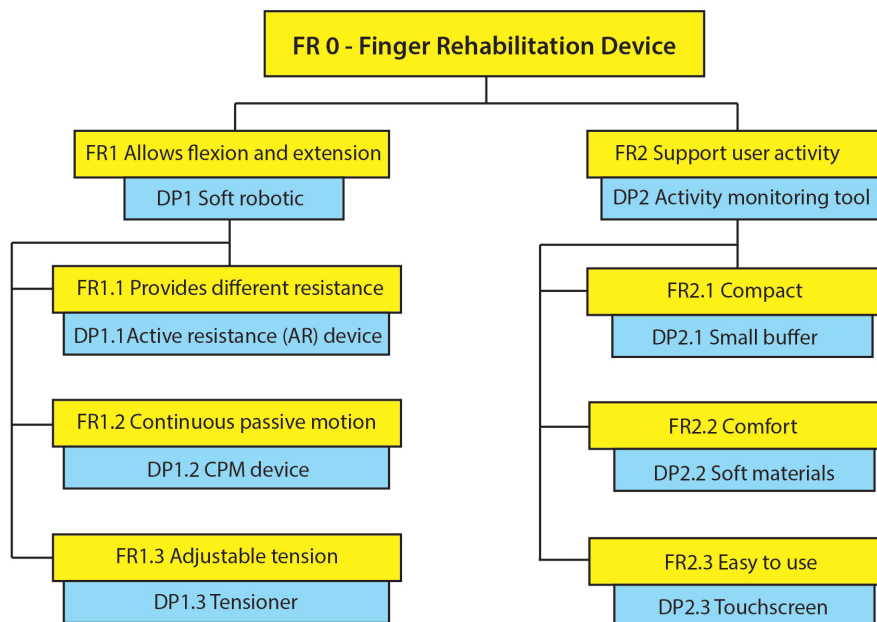 FR 0 - Finger Rehabilitation Device
FR1 Allows flexion and extension
DP1 Soft robotic
FR1.1 Provides different resistance
DP1.1 Active resistance (AR) device
FR1.2 Continuous passive motion
DP1.2 CPM device
FR1.3 Adjustable tension
DP1.3 Tensioner
FR2 Support user activity
DP2 Activity monitoring tool
FR2.1 Compact
DP2.1 Small buffer
FR2.2 Comfort
DP2.2 Soft materials
FR2.3 Easy to use
DP2.3 Touchscreen